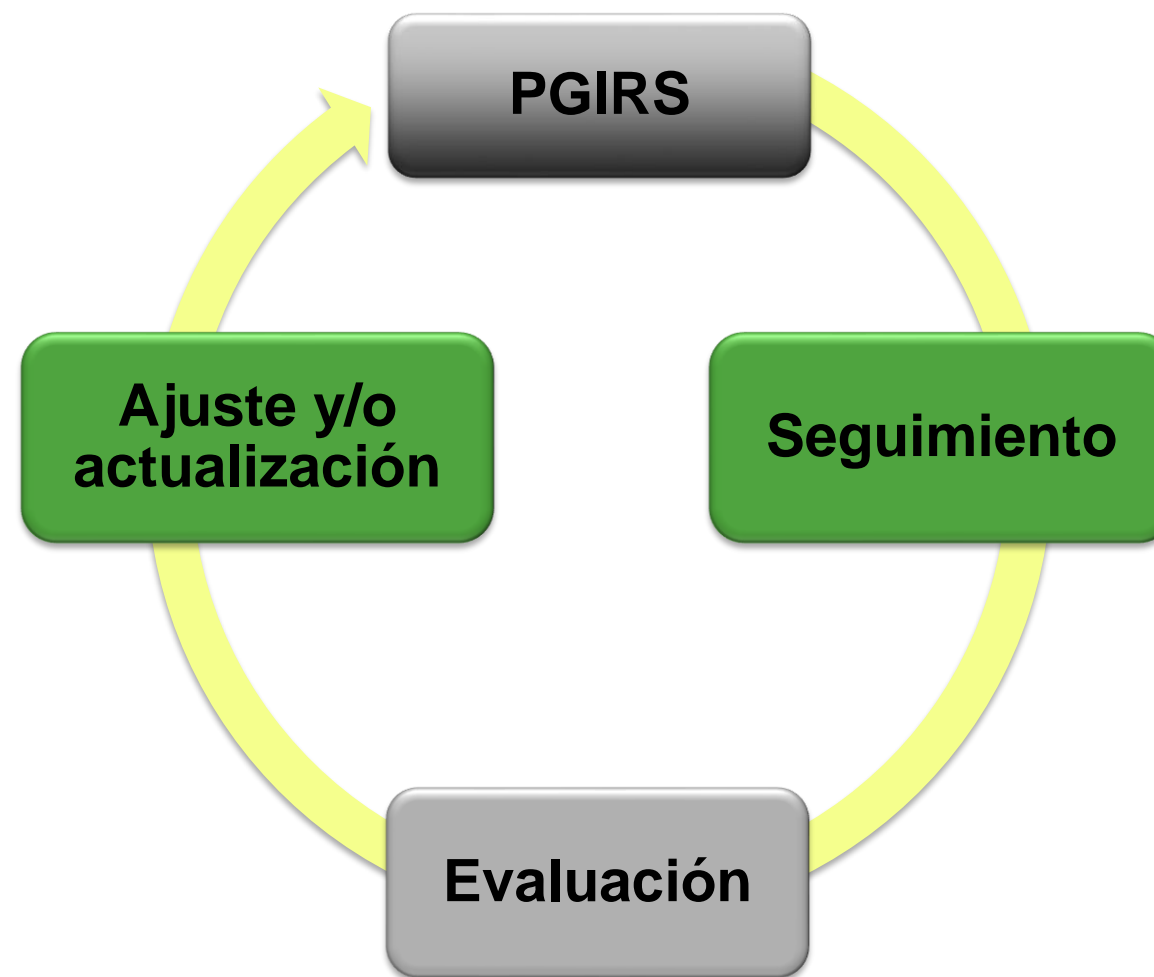 PGIRS
Seguimiento
Evaluación
Ajuste y/o
actualización